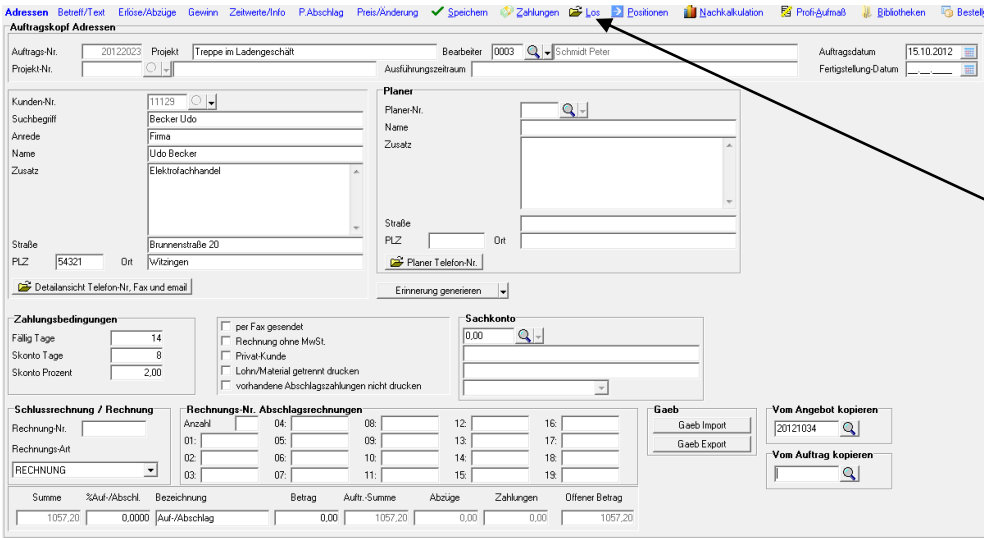 Adressen Betreff/Text Erlöse/Abzüge Gewinn Zeitwerte/Info P.Abschlag Preis/Änderung Speichern Zahlungen Los Positionen Nachkalkulation Profi-Aufmaß Bibliotheken Bestell
Auftragskopf Adressen
Auftrags-Nr. 20122023 Projekt Treppe im Ladengeschäft Bearbeiter 0003 Schmidt Peter Auftragsdatum 15.10.2012
Projekt-Nr. Ausführungszeitraum Fertigstellung-Datum __.__.____
Planer
Kunden-Nr. 11129 Planer-Nr.
Suchbegriff Becker Udo Name
Anrede Firma Zusatz
Name Udo Becker
Zusatz Elektrofachhandel
Straße
Straße Brunnenstraße 20 PLZ Ort
PLZ 54321 Ort Witzingen Planer Telefon-Nr.
Detailansicht Telefon-Nr, Fax und email Erinnerung generieren
Zahlungsbedingungen Sachkonto
Fällig Tage 14 per Fax gesendet 0,00
Rechnung ohne MwSt.
Skonto Tage 8 Privat-Kunde
Skonto Prozent 2,00 Lohn/Material getrennt drucken
vorhandene Abschlagszahlungen nicht drucken
Schlussrechnung / Rechnung Rechnungs-Nr. Abschlagsrechnungen Gaeb Vom Angebot kopieren
Rechnung-Nr. Anzahl 04: 08: 12: 16: Gaeb Import 20121034
01: 05: 09: 13: 17: Gaeb Export
Rechnungs-Art 02: 06: 10: 14: 18: Vom Auftrag kopieren
RECHNUNG 03: 07: 11: 15: 19:
Summe %Auf-/Abschl. Bezeichnung Betrag Auftr.-Summe Abzüge Zahlungen Offener Betrag
1057,20 0,0000 Auf-/Abschlag 0,00 1057,20 0,00 0,00 1057,20